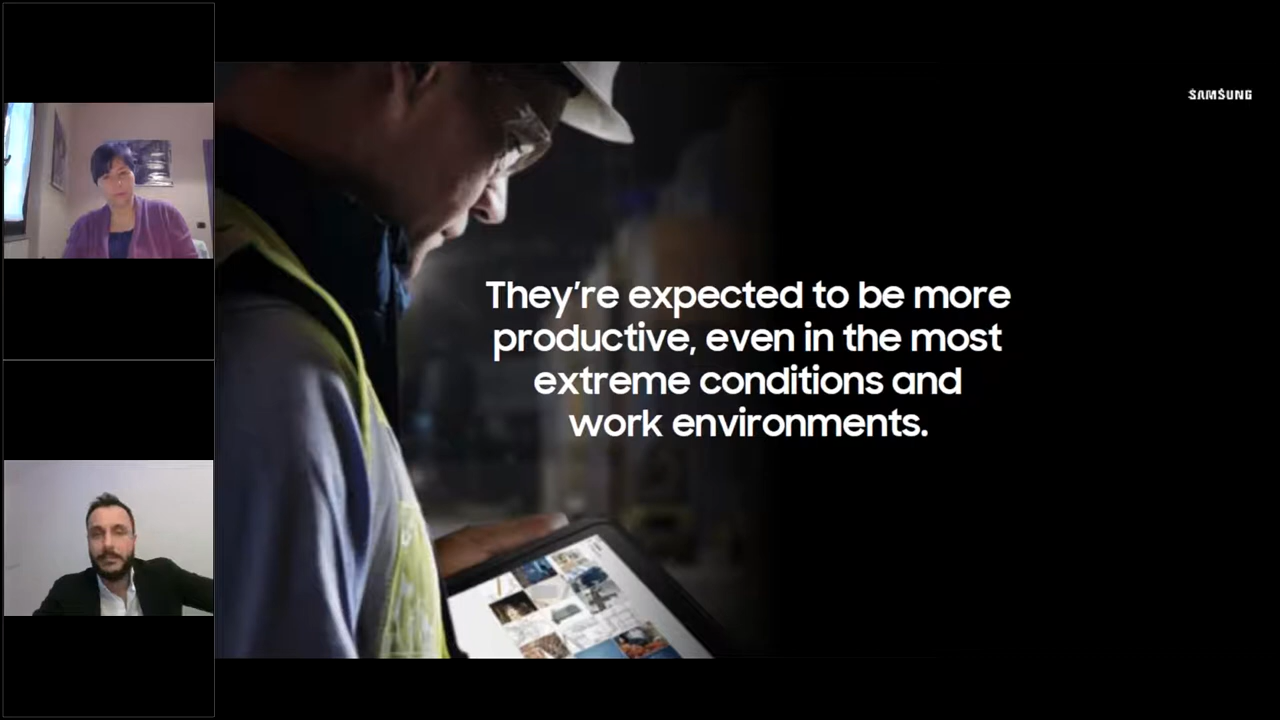 SAMSUNG
They're expected to be more
productive, even in the most
extreme conditions and
work environments.